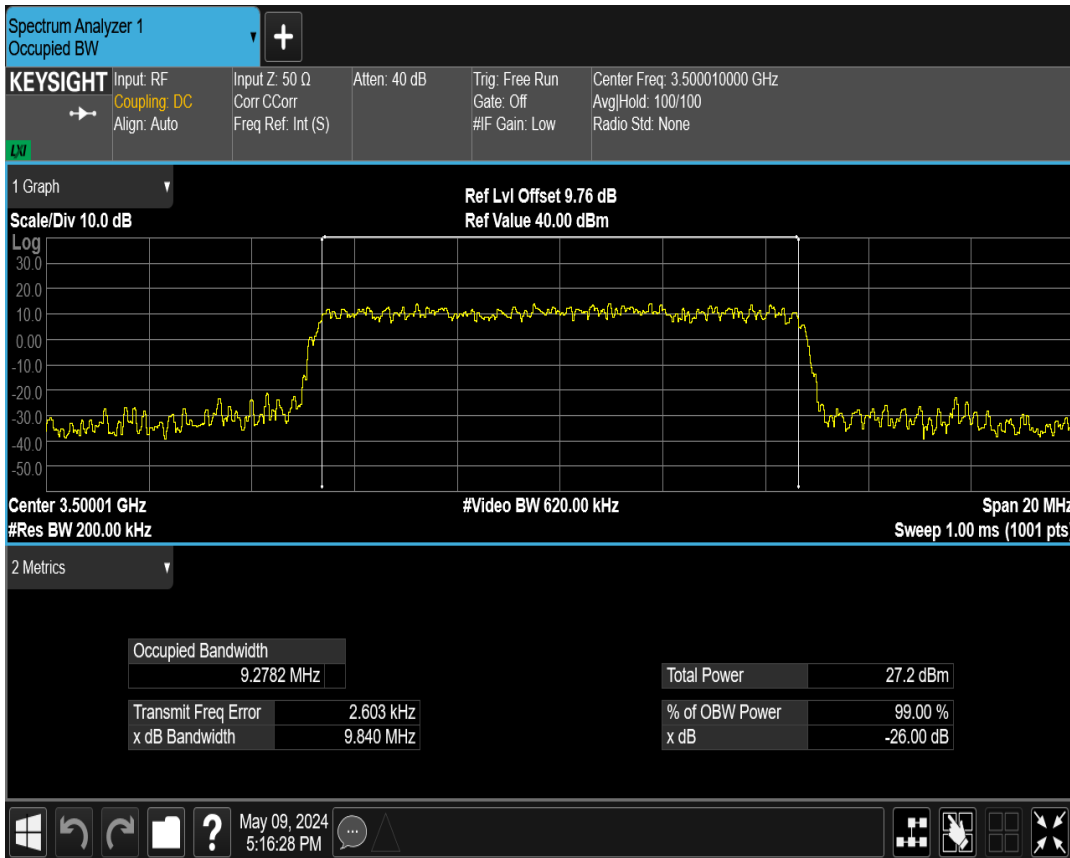 Spectrum Analyzer 1
Occupied BW
+
KEYSIGHT
LXI
Input: RF
Coupling: DC
Align: Auto
Input Z: 50 Ω
Corr CCorr
Freq Ref: Int (S)
Atten: 40 dB
Trig: Free Run
Gate: Off
#IF Gain: Low
Center Freq: 3.500010000 GHz
Avg|Hold: 100/100
Radio Std: None
1 Graph
Scale/Div 10.0 dB
Ref Lvl Offset 9.76 dB
Ref Value 40.00 dBm
Log
30.0
20.0
10.0
0.00
-10.0
-20.0
-30.0
-40.0
-50.0
Center 3.50001 GHz
#Video BW 620.00 kHz
Span 20 MHz
#Res BW 200.00 kHz
Sweep 1.00 ms (1001 pts)
2 Metrics
Occupied Bandwidth
9.2782 MHz
Transmit Freq Error 2.603 kHz
x dB Bandwidth 9.840 MHz
Total Power 27.2 dBm
% of OBW Power 99.00 %
x dB -26.00 dB
?
May 09, 2024
5:16:28 PM